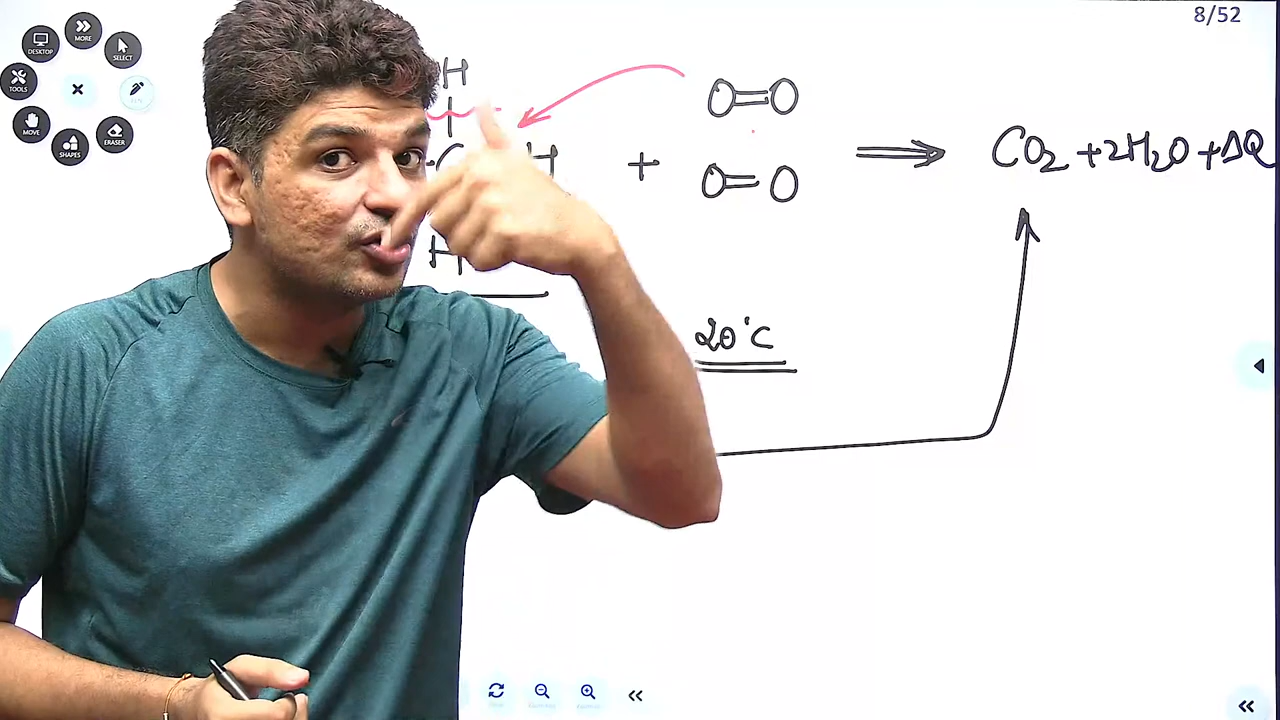 8/52
MORE
DESKTOP
SELECT
TOOLS
MOVE
ERASER
SHAPES
H
C H + O=O O=O ⟹ CO₂ + 2H₂O + ΔQ
H
20°C